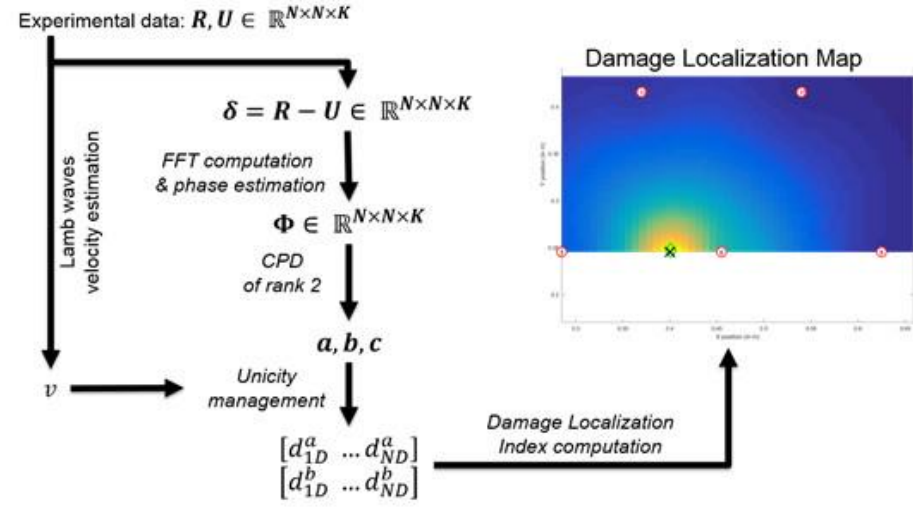 Experimental data: R, U ∈ ℝ^{N×N×K}
Damage Localization Map
δ = R − U ∈ ℝ^{N×N×K}
FFT computation
& phase estimation
Lamb waves
velocity estimation
Φ ∈ ℝ^{N×N×K}
CPD
of rank 2
a, b, c
Unicity
management
v
[d^a_{1D} ... d^a_{ND}]
[d^b_{1D} ... d^b_{ND}]
Damage Localization
Index computation